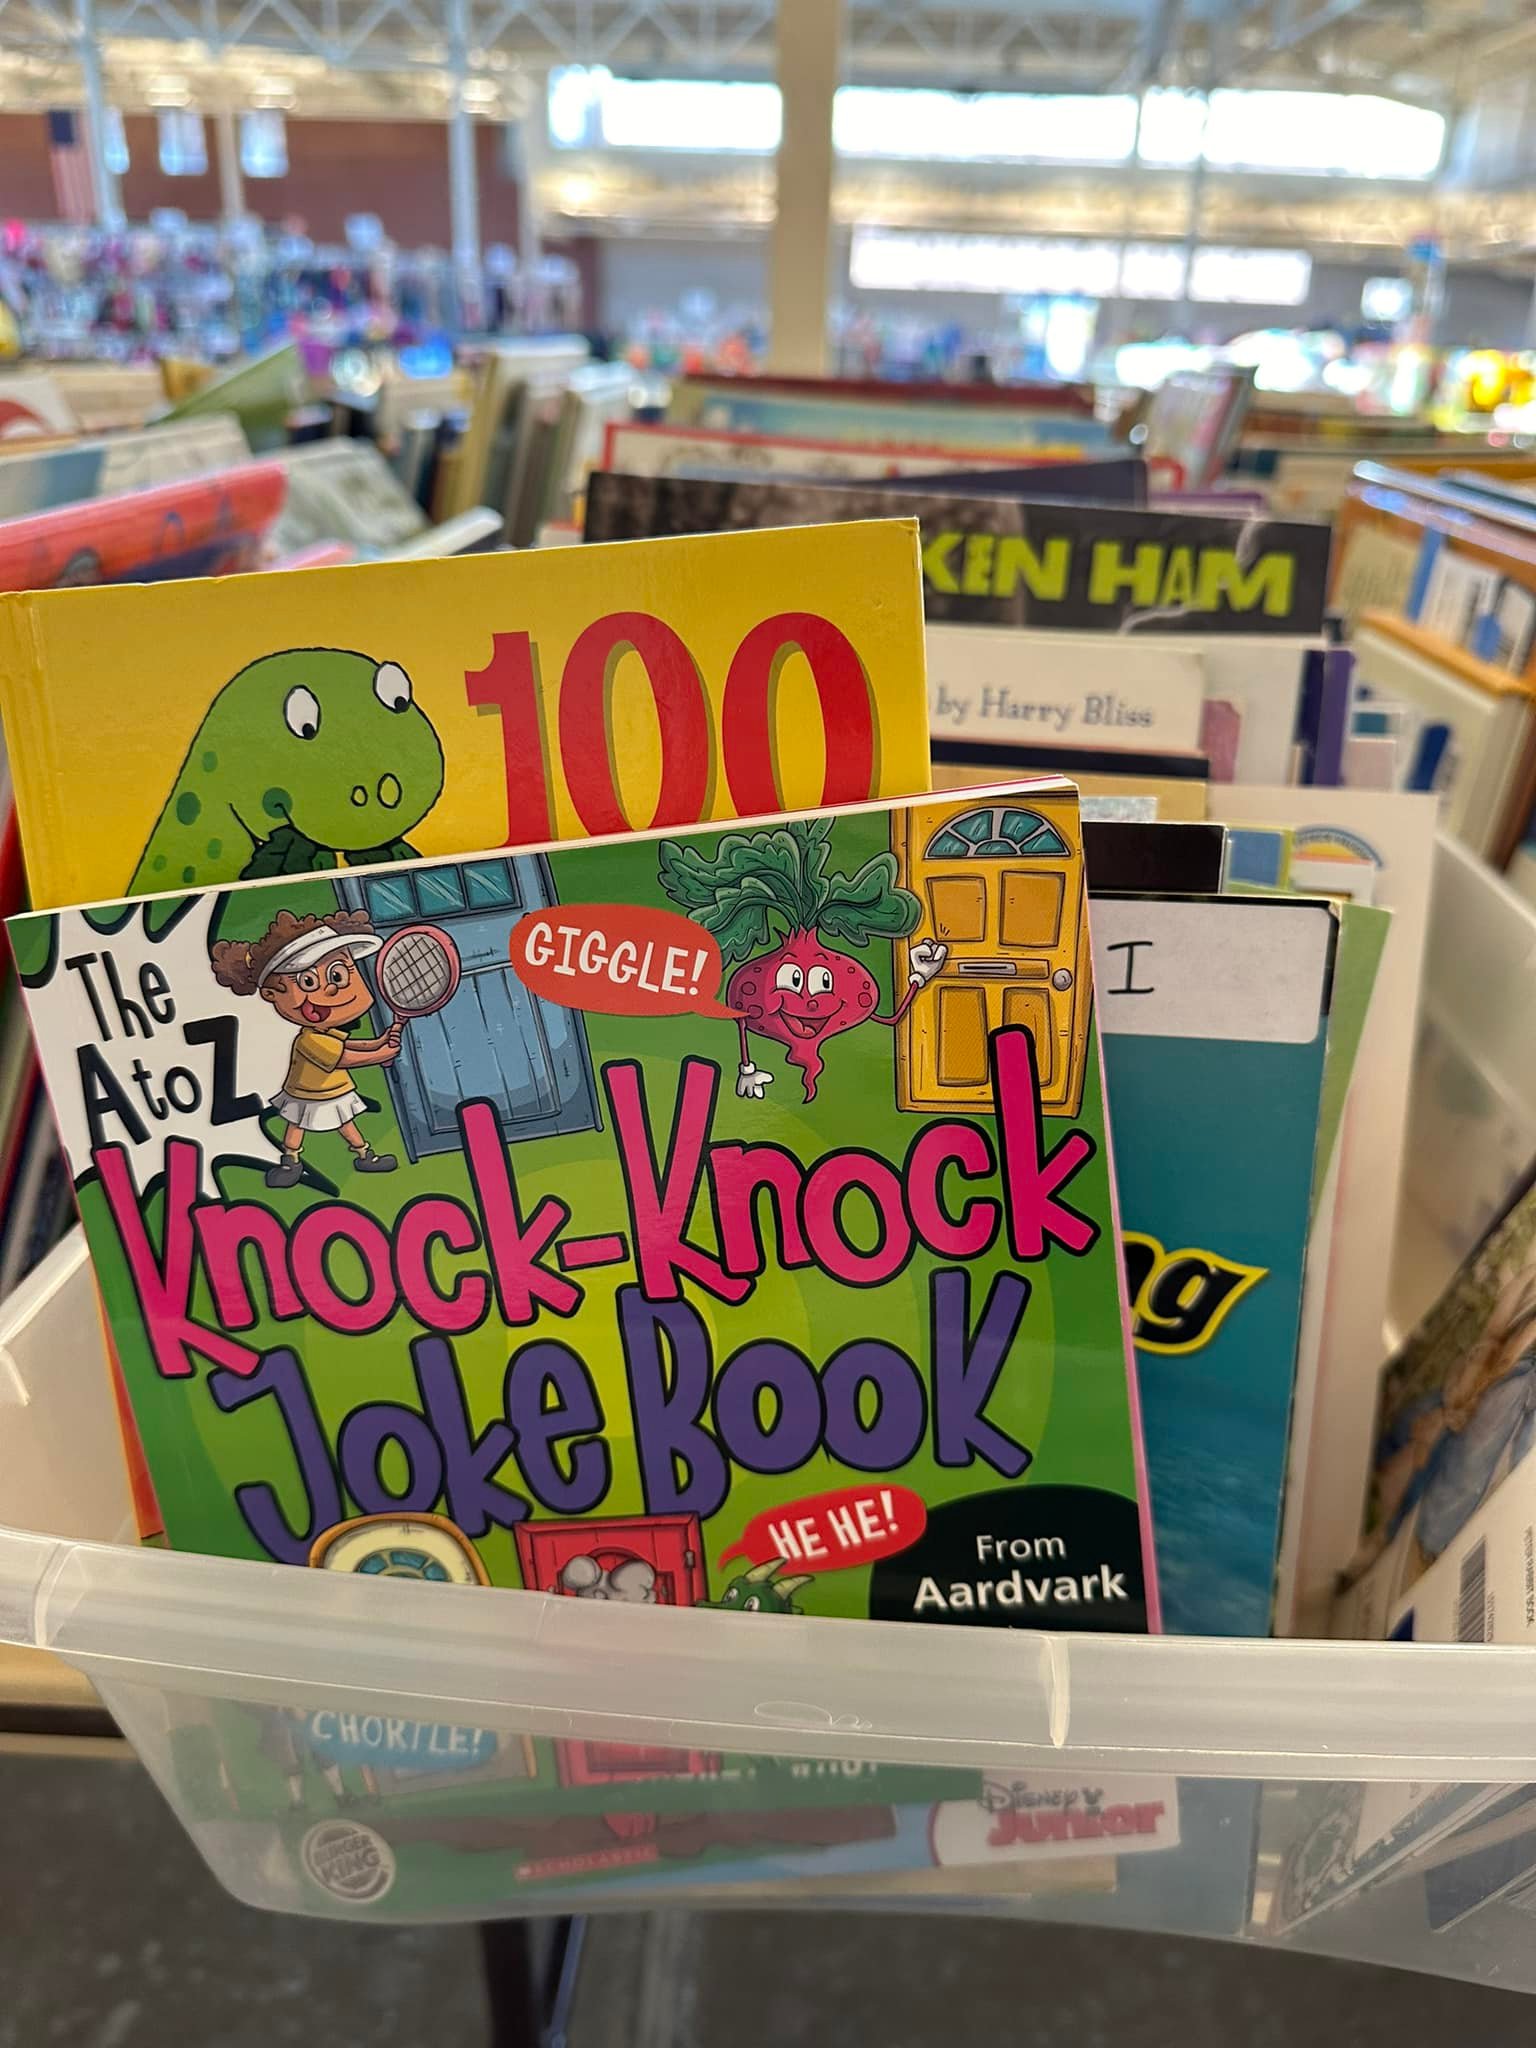 KEN HAM
by Harry Bliss
100
I
The
A to Z
GIGGLE!
Knock-Knock
Joke Book
HE HE!
From
Aardvark
CHORTLE!
BURGER
KING
SCHOLASTIC
Disney
Junior